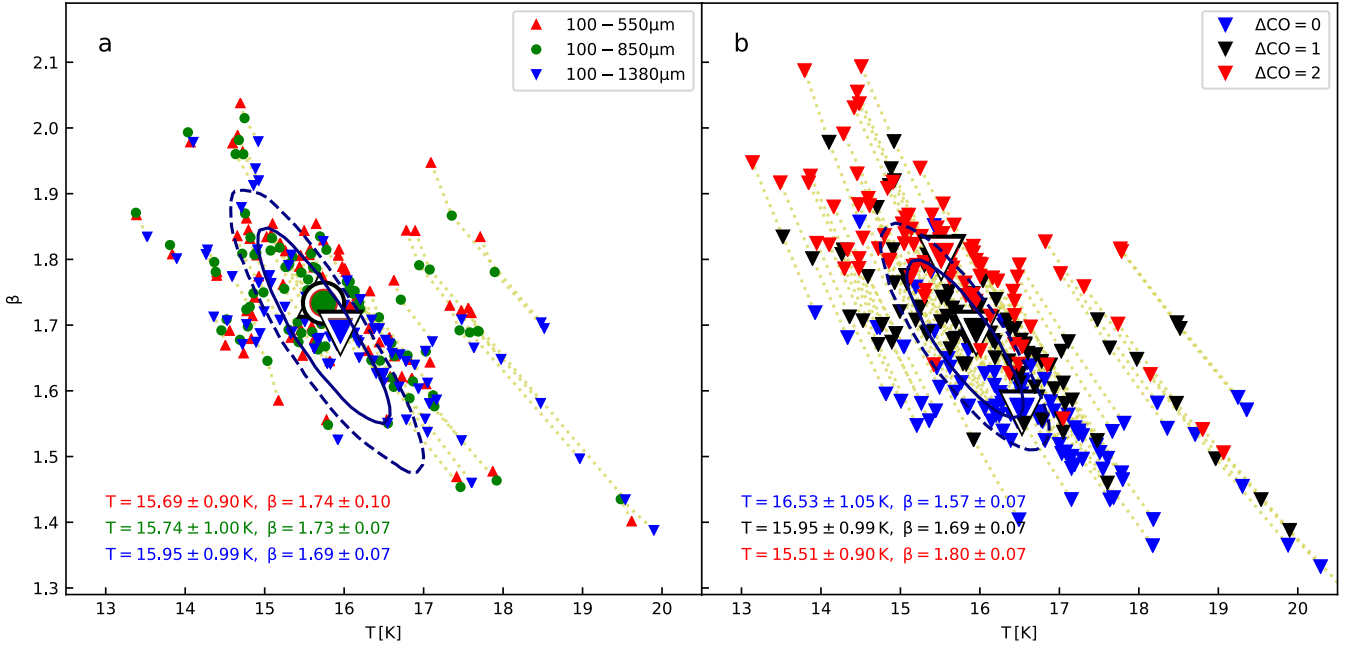 a
100 − 550μm
100 − 850μm
100 − 1380μm
b
ΔCO = 0
ΔCO = 1
ΔCO = 2
2.1
2.0
1.9
1.8
1.7
1.6
1.5
1.4
1.3
β
T = 15.69 ± 0.90 K, β = 1.74 ± 0.10
T = 15.74 ± 1.00 K, β = 1.73 ± 0.07
T = 15.95 ± 0.99 K, β = 1.69 ± 0.07
T = 16.53 ± 1.05 K, β = 1.57 ± 0.07
T = 15.95 ± 0.99 K, β = 1.69 ± 0.07
T = 15.51 ± 0.90 K, β = 1.80 ± 0.07
13 14 15 16 17 18 19 20
T [K]
13 14 15 16 17 18 19 20
T [K]